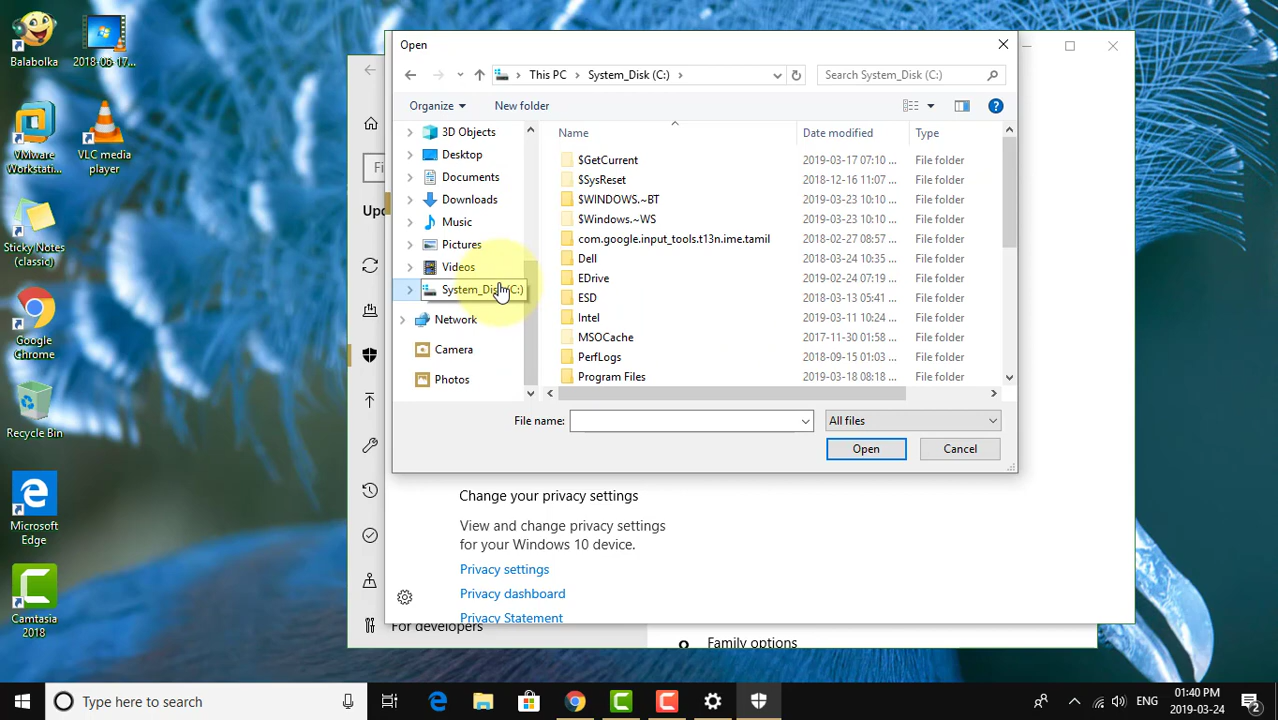 Balabolka
2018-06-17...
VMware
Workstati...
VLC media
player
Sticky Notes
(classic)
Google
Chrome
Recycle Bin
Microsoft
Edge
Camtasia
2018
Open
This PC > System_Disk (C:) >
Search System_Disk (C:)
Organize
New folder
3D Objects
Desktop
Documents
Downloads
Music
Pictures
Videos
System_Disk (C:)
Network
Camera
Photos
Name Date modified Type
$GetCurrent 2019-03-17 07:10 ... File folder
$SysReset 2018-12-16 11:07 ... File folder
$WINDOWS.~BT 2019-03-23 10:10 ... File folder
$Windows.~WS 2019-03-23 10:10 ... File folder
com.google.input_tools.t13n.ime.tamil 2018-02-27 08:57 ... File folder
Dell 2018-03-24 10:35 ... File folder
EDrive 2019-02-24 07:19 ... File folder
ESD 2018-03-13 05:41 ... File folder
Intel 2019-03-11 10:24 ... File folder
MSOCache 2017-11-30 01:58 ... File folder
PerfLogs 2018-09-15 01:03 ... File folder
Program Files 2019-03-18 08:18 ... File folder
File name:
All files
Open Cancel
Fi
Upd
Change your privacy settings
View and change privacy settings
for your Windows 10 device.
Privacy settings
Privacy dashboard
Privacy Statement
For developers
Family options
Type here to search
ENG
01:40 PM
2019-03-24
2